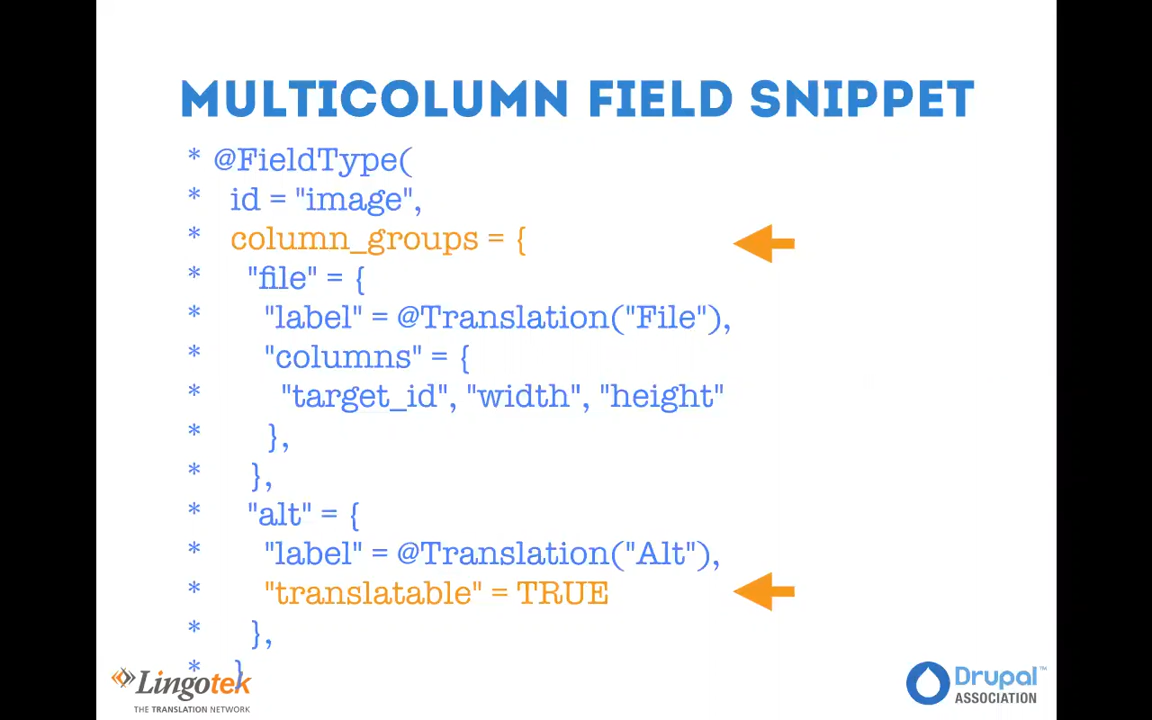 MULTICOLUMN FIELD SNIPPET
* @FieldType(
* id = "image",
* column_groups = {
* "file" = {
* "label" = @Translation("File"),
* "columns" = {
* "target_id", "width", "height"
* },
* },
* "alt" = {
* "label" = @Translation("Alt"),
* "translatable" = TRUE
* },
* }
Lingotek
THE TRANSLATION NETWORK
Drupal™
ASSOCIATION